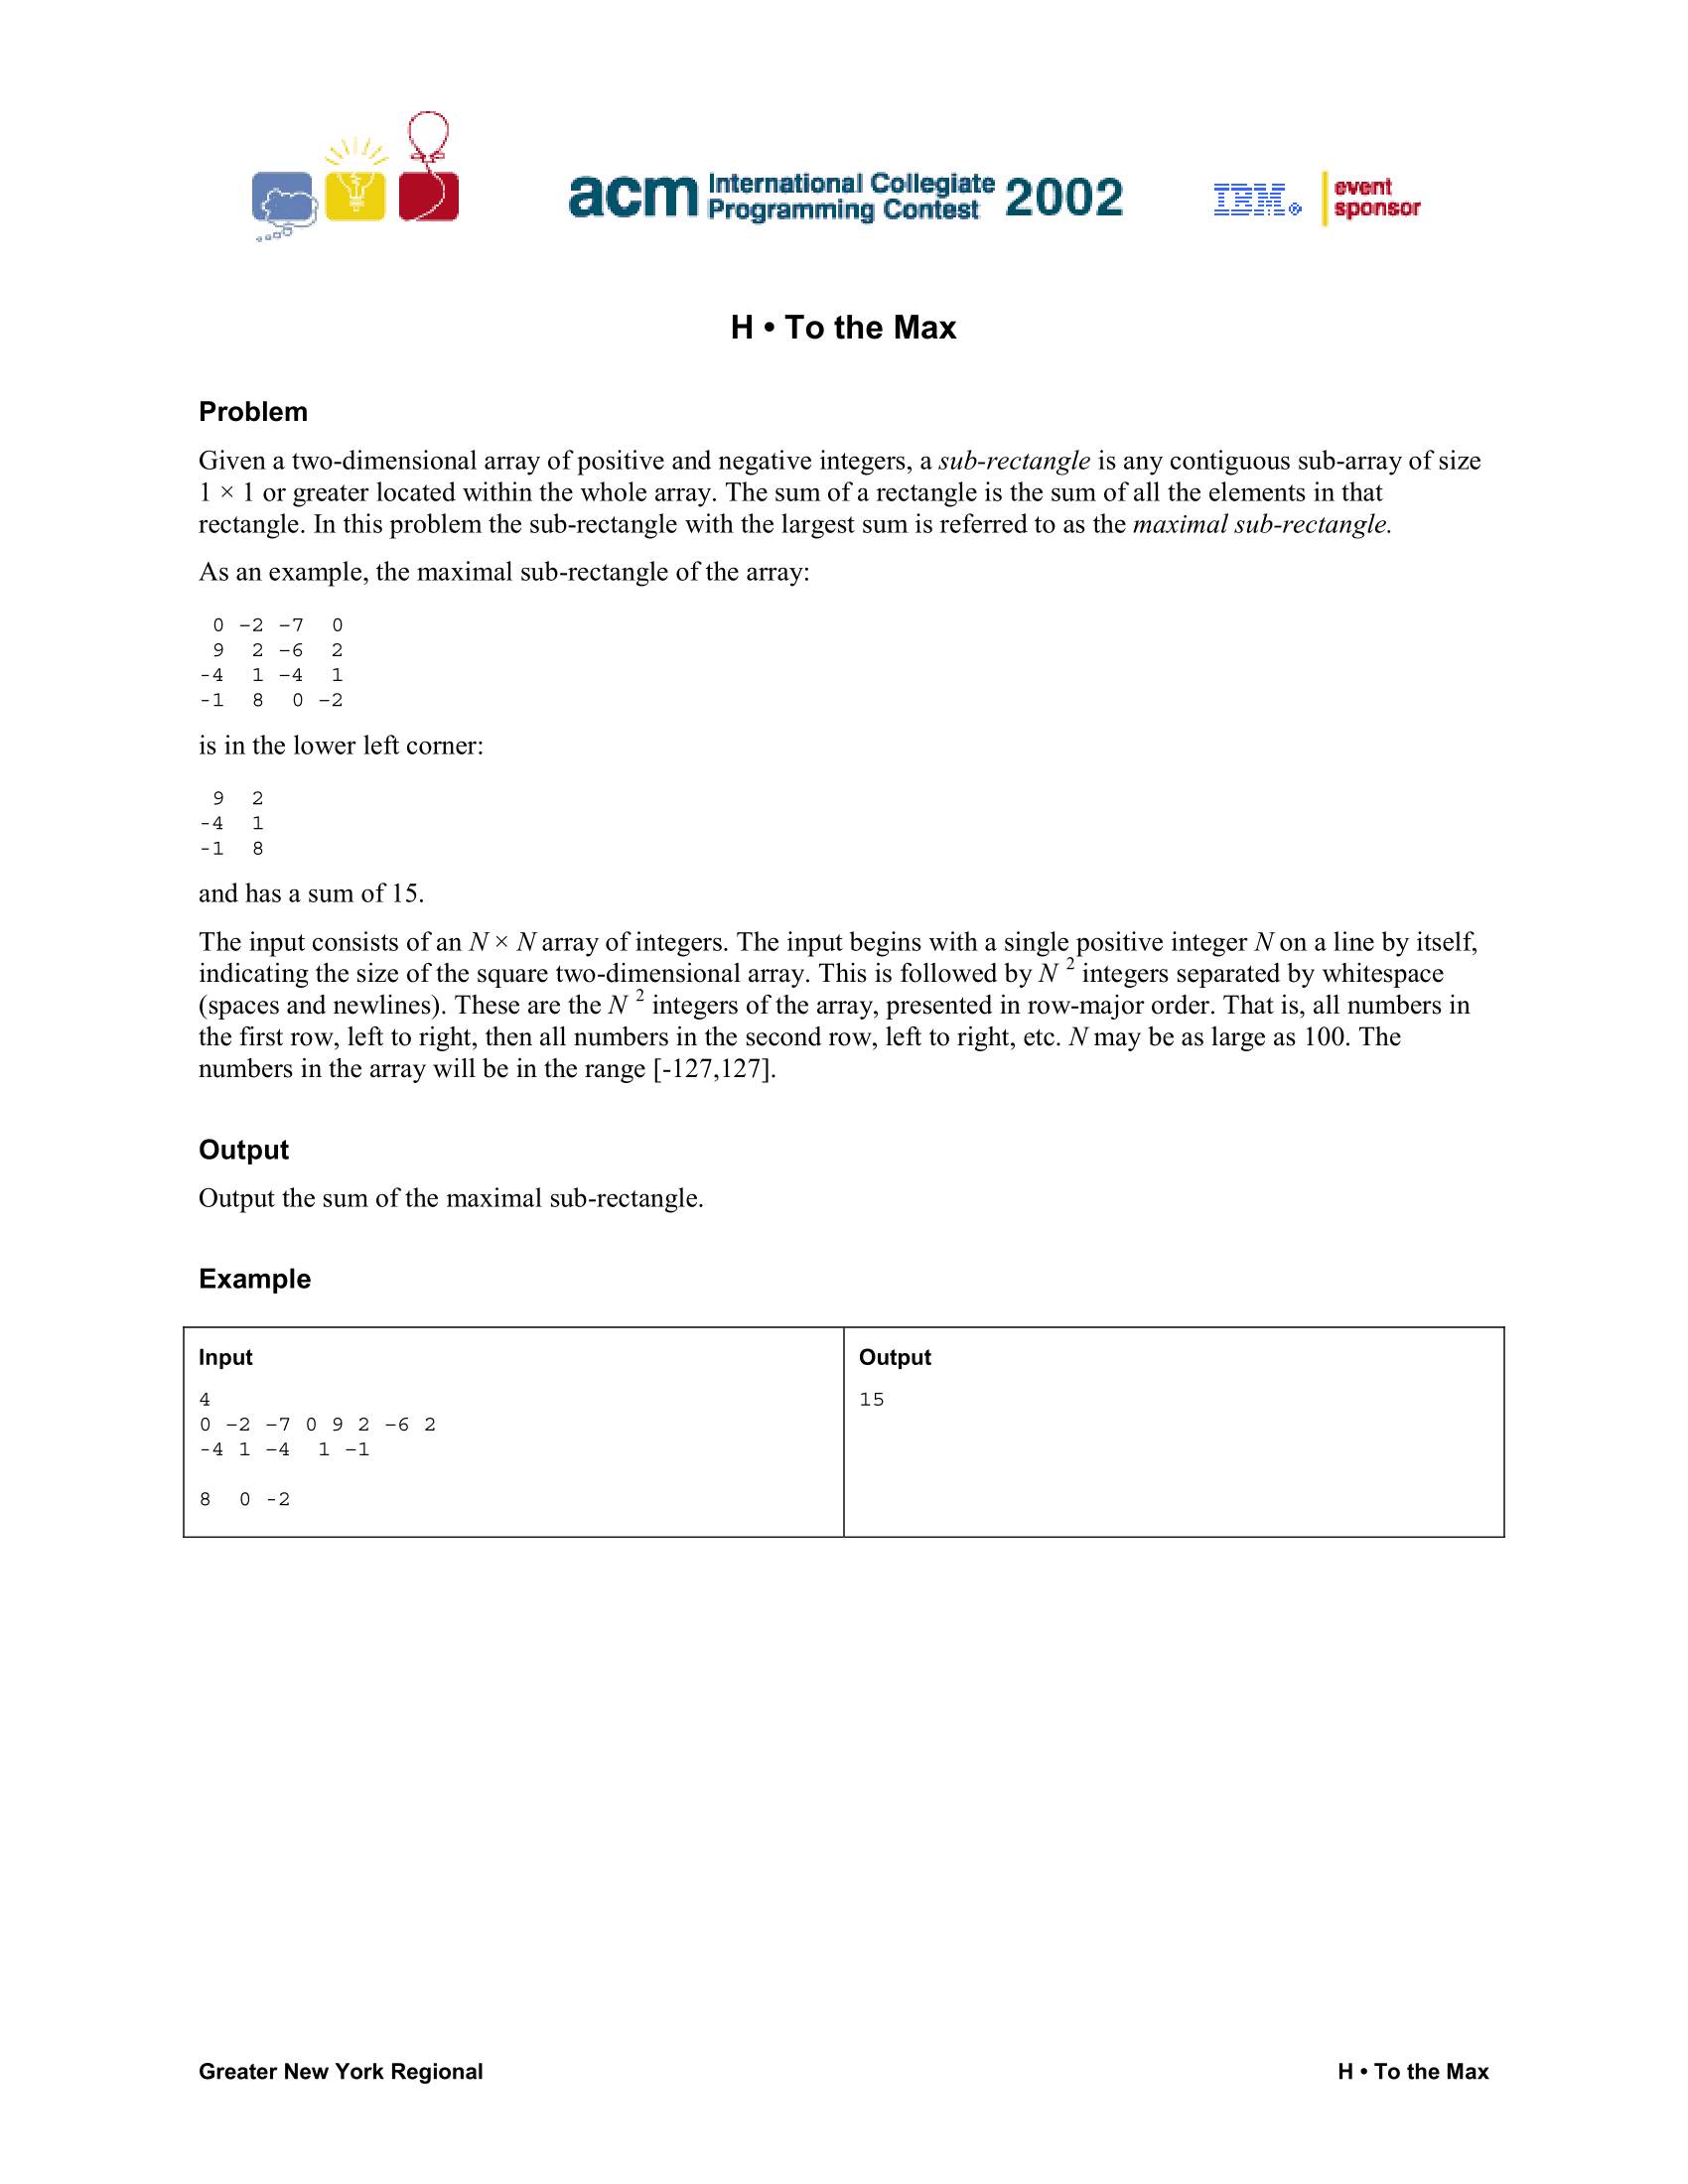 acm International Collegiate Programming Contest 2002
IBM® event sponsor
H • To the Max
Problem
Given a two-dimensional array of positive and negative integers, a sub-rectangle is any contiguous sub-array of size
1 × 1 or greater located within the whole array. The sum of a rectangle is the sum of all the elements in that
rectangle. In this problem the sub-rectangle with the largest sum is referred to as the maximal sub-rectangle.
As an example, the maximal sub-rectangle of the array:
0 –2 –7 0
9 2 –6 2
-4 1 –4 1
-1 8 0 –2
is in the lower left corner:
9 2
-4 1
-1 8
and has a sum of 15.
The input consists of an N × N array of integers. The input begins with a single positive integer N on a line by itself,
indicating the size of the square two-dimensional array. This is followed by N 2 integers separated by whitespace
(spaces and newlines). These are the N 2 integers of the array, presented in row-major order. That is, all numbers in
the first row, left to right, then all numbers in the second row, left to right, etc. N may be as large as 100. The
numbers in the array will be in the range [-127,127].
Output
Output the sum of the maximal sub-rectangle.
Example
Input
4
0 –2 –7 0 9 2 –6 2
-4 1 –4 1 –1
8 0 -2
Output
15
Greater New York Regional
H • To the Max